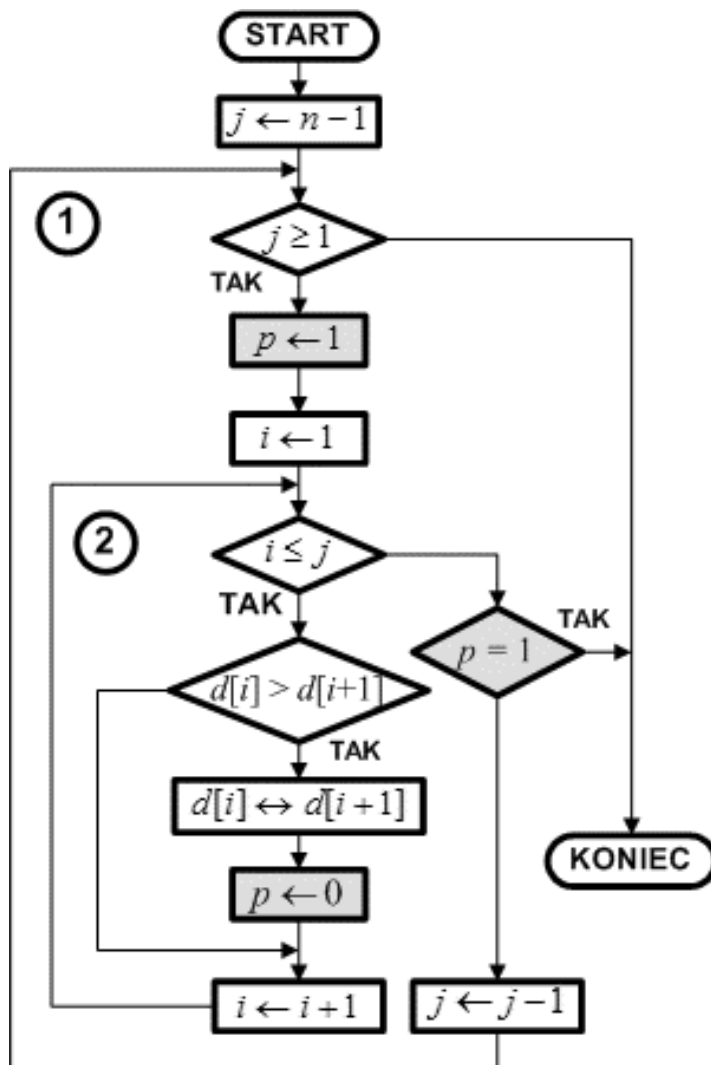 START
j ← n − 1
1
j ≥ 1
TAK
p ← 1
i ← 1
2
i ≤ j
TAK
p = 1
TAK
d[i] > d[i+1]
TAK
d[i] ↔ d[i + 1]
KONIEC
p ← 0
i ← i + 1
j ← j − 1